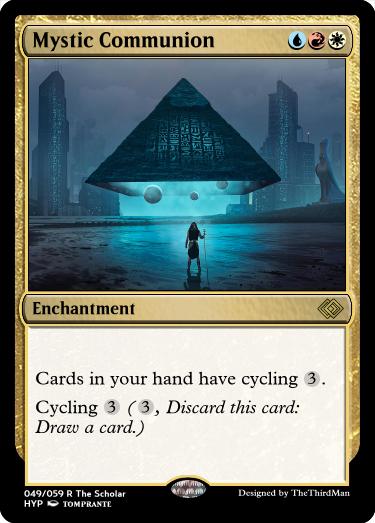 Mystic Communion
Enchantment
Cards in your hand have cycling 3.
Cycling 3 (3, Discard this card:
Draw a card.)
049/059 R The Scholar
Designed by TheThirdMan
HYP TOMPRANTE